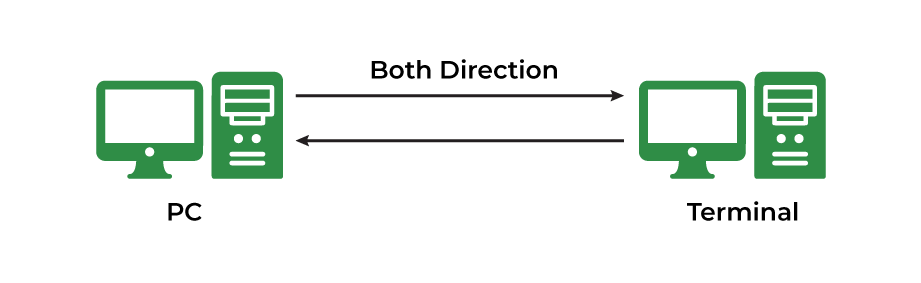 Both Direction
PC
Terminal